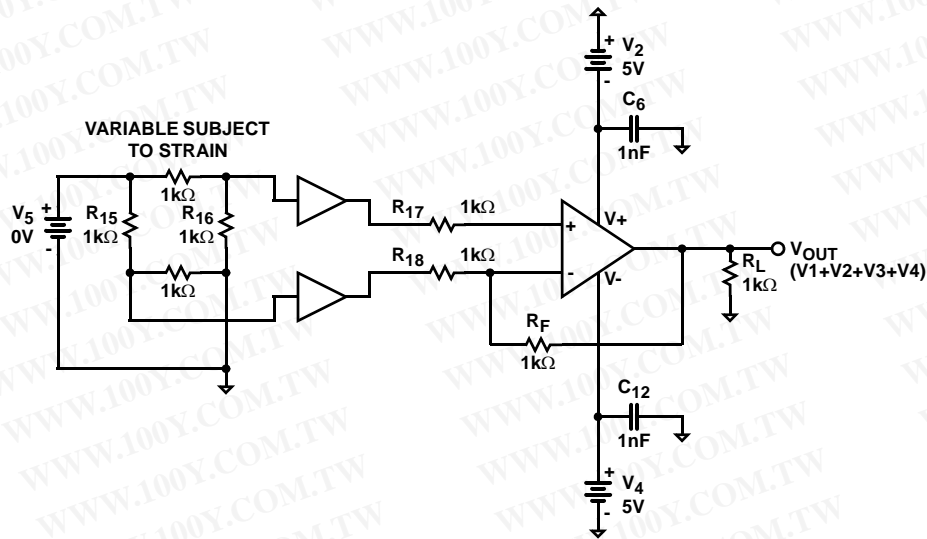 WWW.100Y.COM.TW
V2
5V
C6
1nF
VARIABLE SUBJECT
TO STRAIN
1kΩ
V5
0V
R15
1kΩ
R16
1kΩ
1kΩ
R17
1kΩ
R18
1kΩ
V+
V-
RF
1kΩ
RL
1kΩ
VOUT
(V1+V2+V3+V4)
C12
1nF
V4
5V